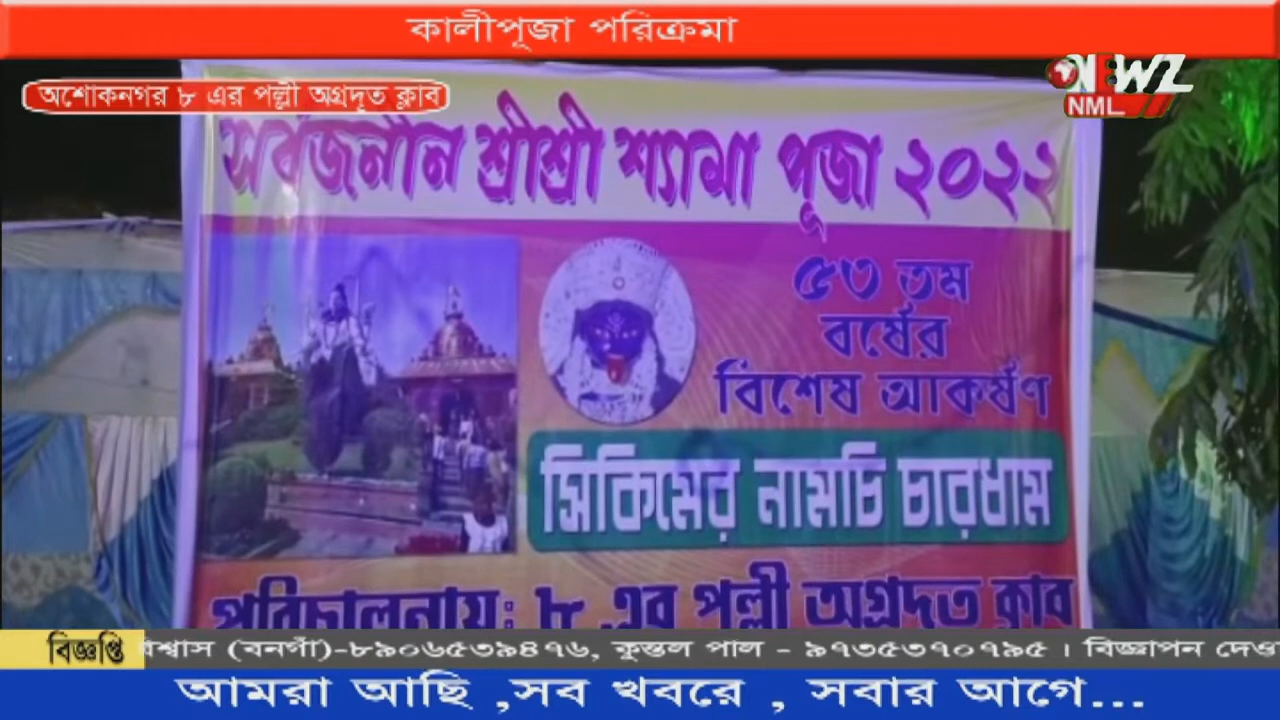 কালীপূজা পরিক্রমা
অশোকনগর ৮ এর পল্লী অগ্রদূত ক্লাব
NEWZ
NML
সর্বজনীন শ্রীশ্রী শ্যামা পূজা ২০২২
৫৩ তম
বর্ষের
বিশেষ আকর্ষণ
সিকিমের নামচি চারধাম
পরিচালনায়ঃ ৮ এর পল্লী অগ্রদূত ক্লাব
বিজ্ঞপ্তি
বিশ্বাস (বনগাঁ)-৮৯০৬৫৩৯৪৭৬, কুন্তল পাল - ৯৭৩৫৩৭০৭৯৫ । বিজ্ঞাপন
আমরা আছি ,সব খবরে , সবার আগে...